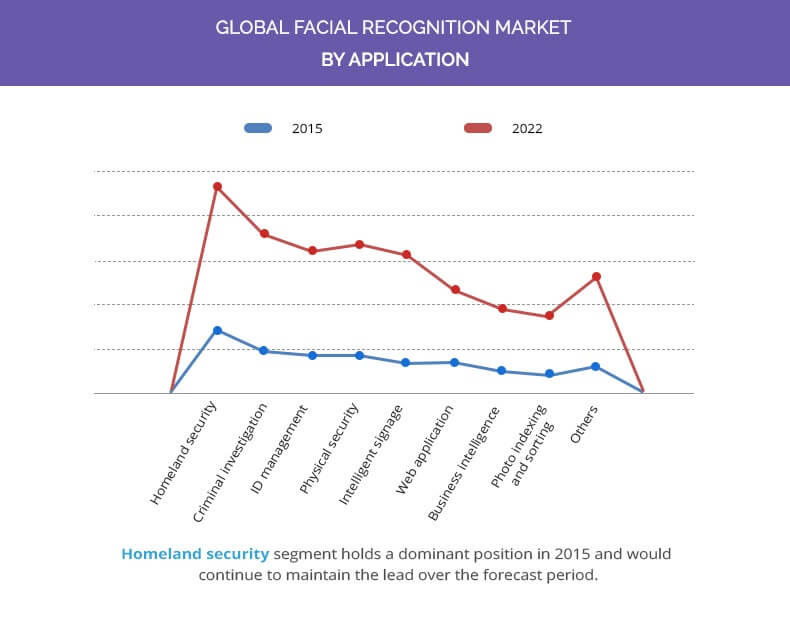 GLOBAL FACIAL RECOGNITION MARKET
BY APPLICATION
2015
2022
Homeland security
Criminal investigation
ID management
Physical security
Intelligent signage
Web application
Business intelligence
Photo indexing
and sorting
Others
Homeland security segment holds a dominant position in 2015 and would
continue to maintain the lead over the forecast period.